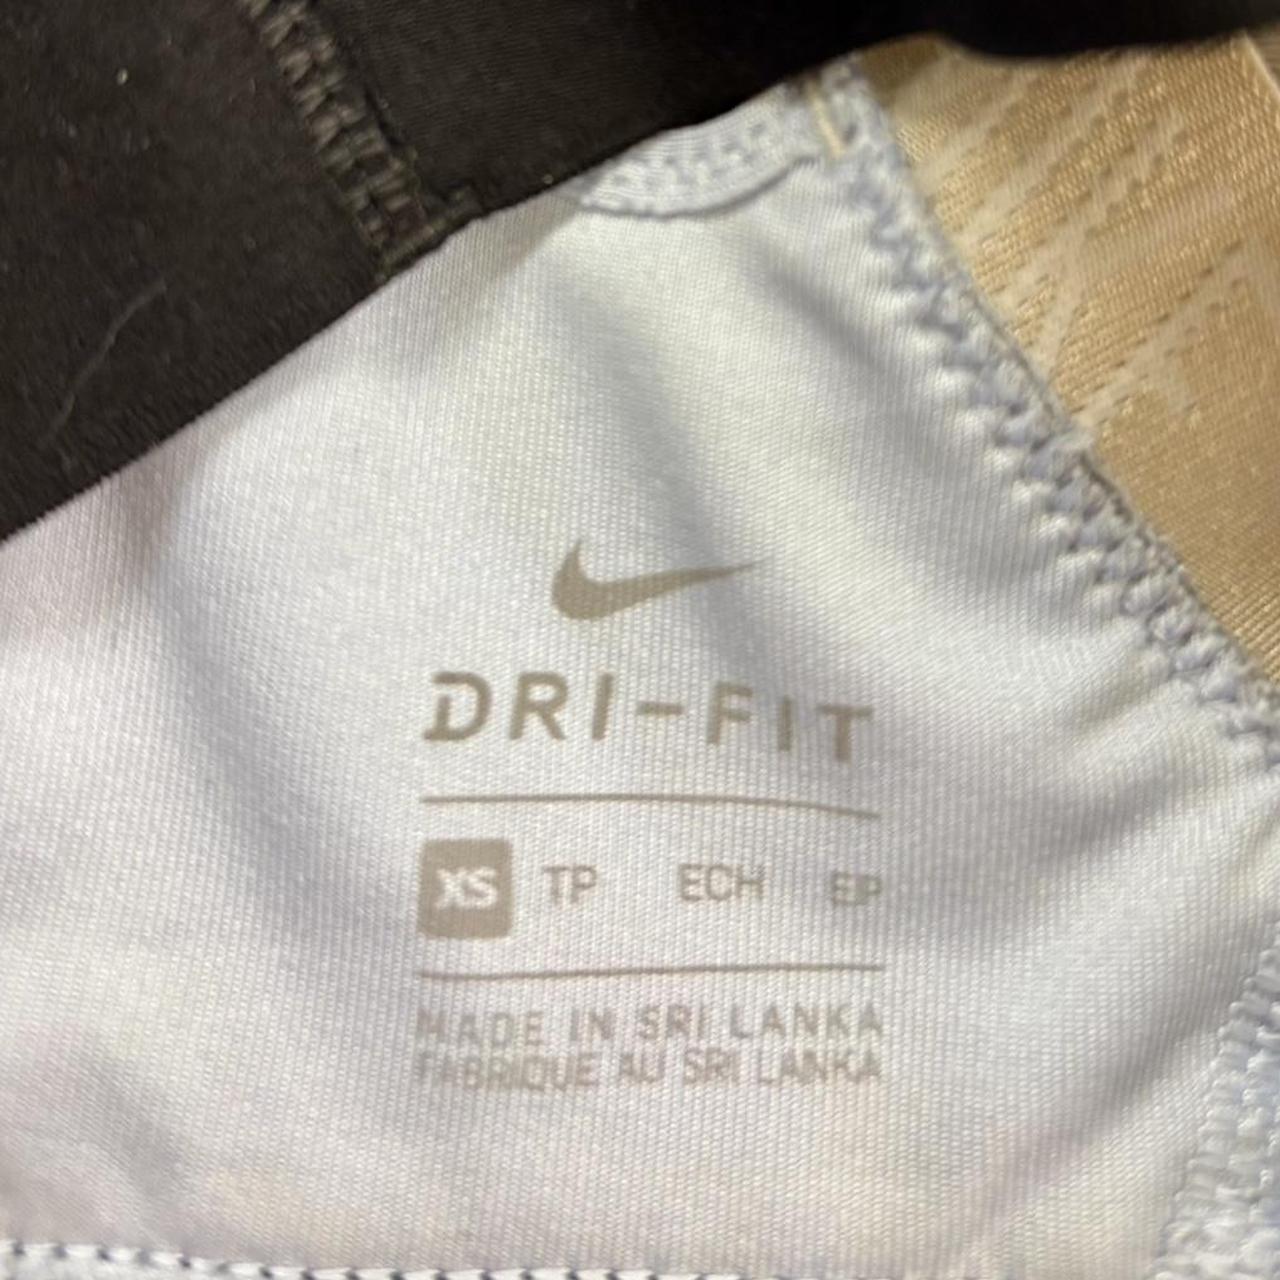 DRI-FIT
XS TP ECH EP
MADE IN SRI LANKA
FABRIQUE AU SRI LANKA